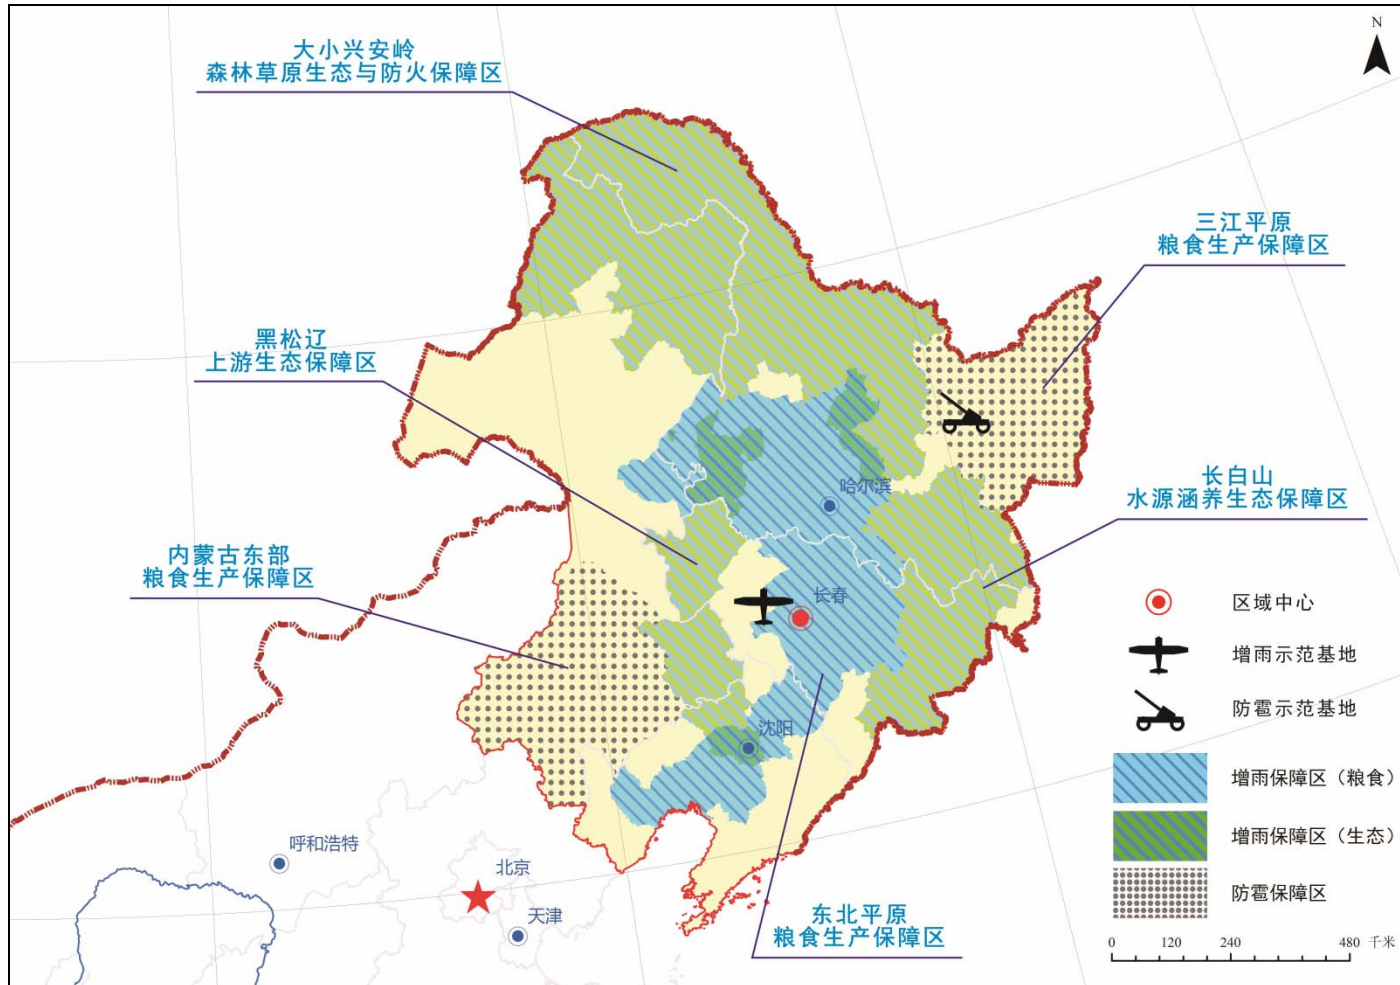 大小兴安岭
森林草原生态与防火保障区
N
三江平原
粮食生产保障区
黑松辽
上游生态保障区
长白山
水源涵养生态保障区
哈尔滨
内蒙古东部
粮食生产保障区
长春
沈阳
呼和浩特
北京
天津
东北平原
粮食生产保障区
区域中心
增雨示范基地
防雹示范基地
增雨保障区（粮食）
增雨保障区（生态）
防雹保障区
0 120 240 480 千米